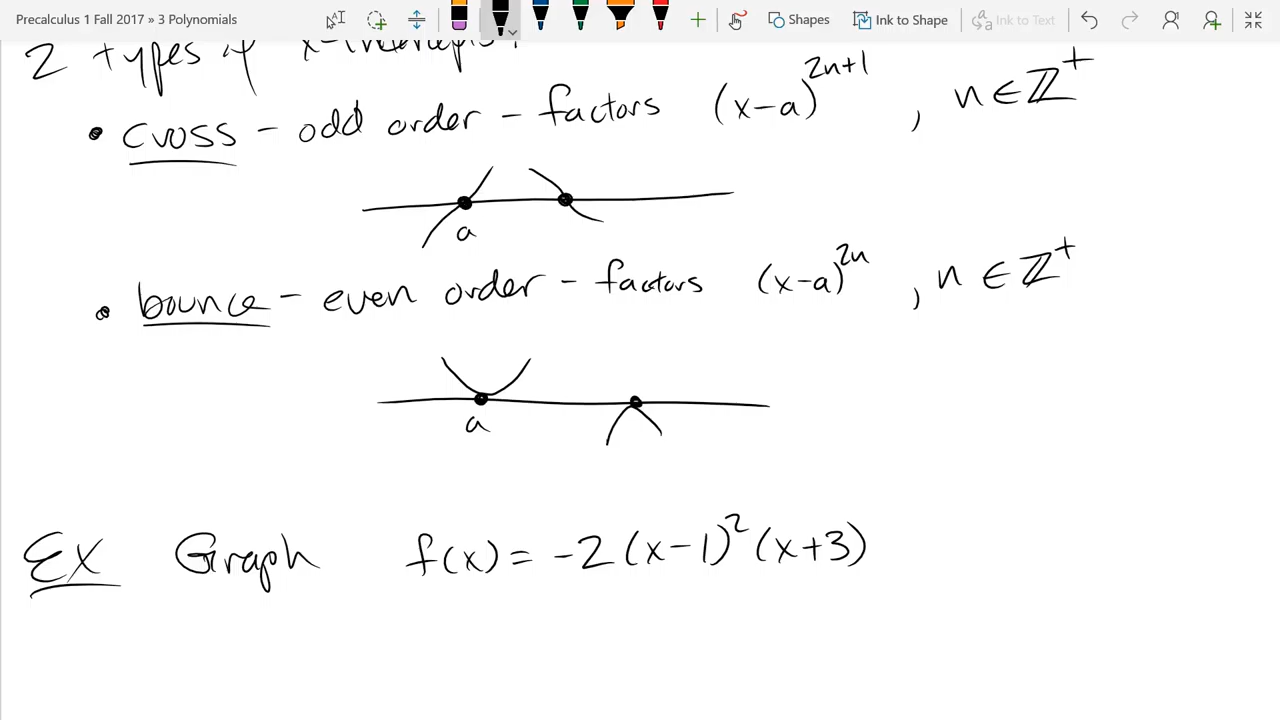 Precalculus 1 Fall 2017 » 3 Polynomials
Shapes Ink to Shape Ink to Text
2 types of x-intercepts:
• cross - odd order - factors (x-a)^{2n+1} , n∈ℤ^+
a
• bounce - even order - factors (x-a)^{2n} , n∈ℤ^+
a
Ex Graph f(x) = -2(x-1)^2(x+3)